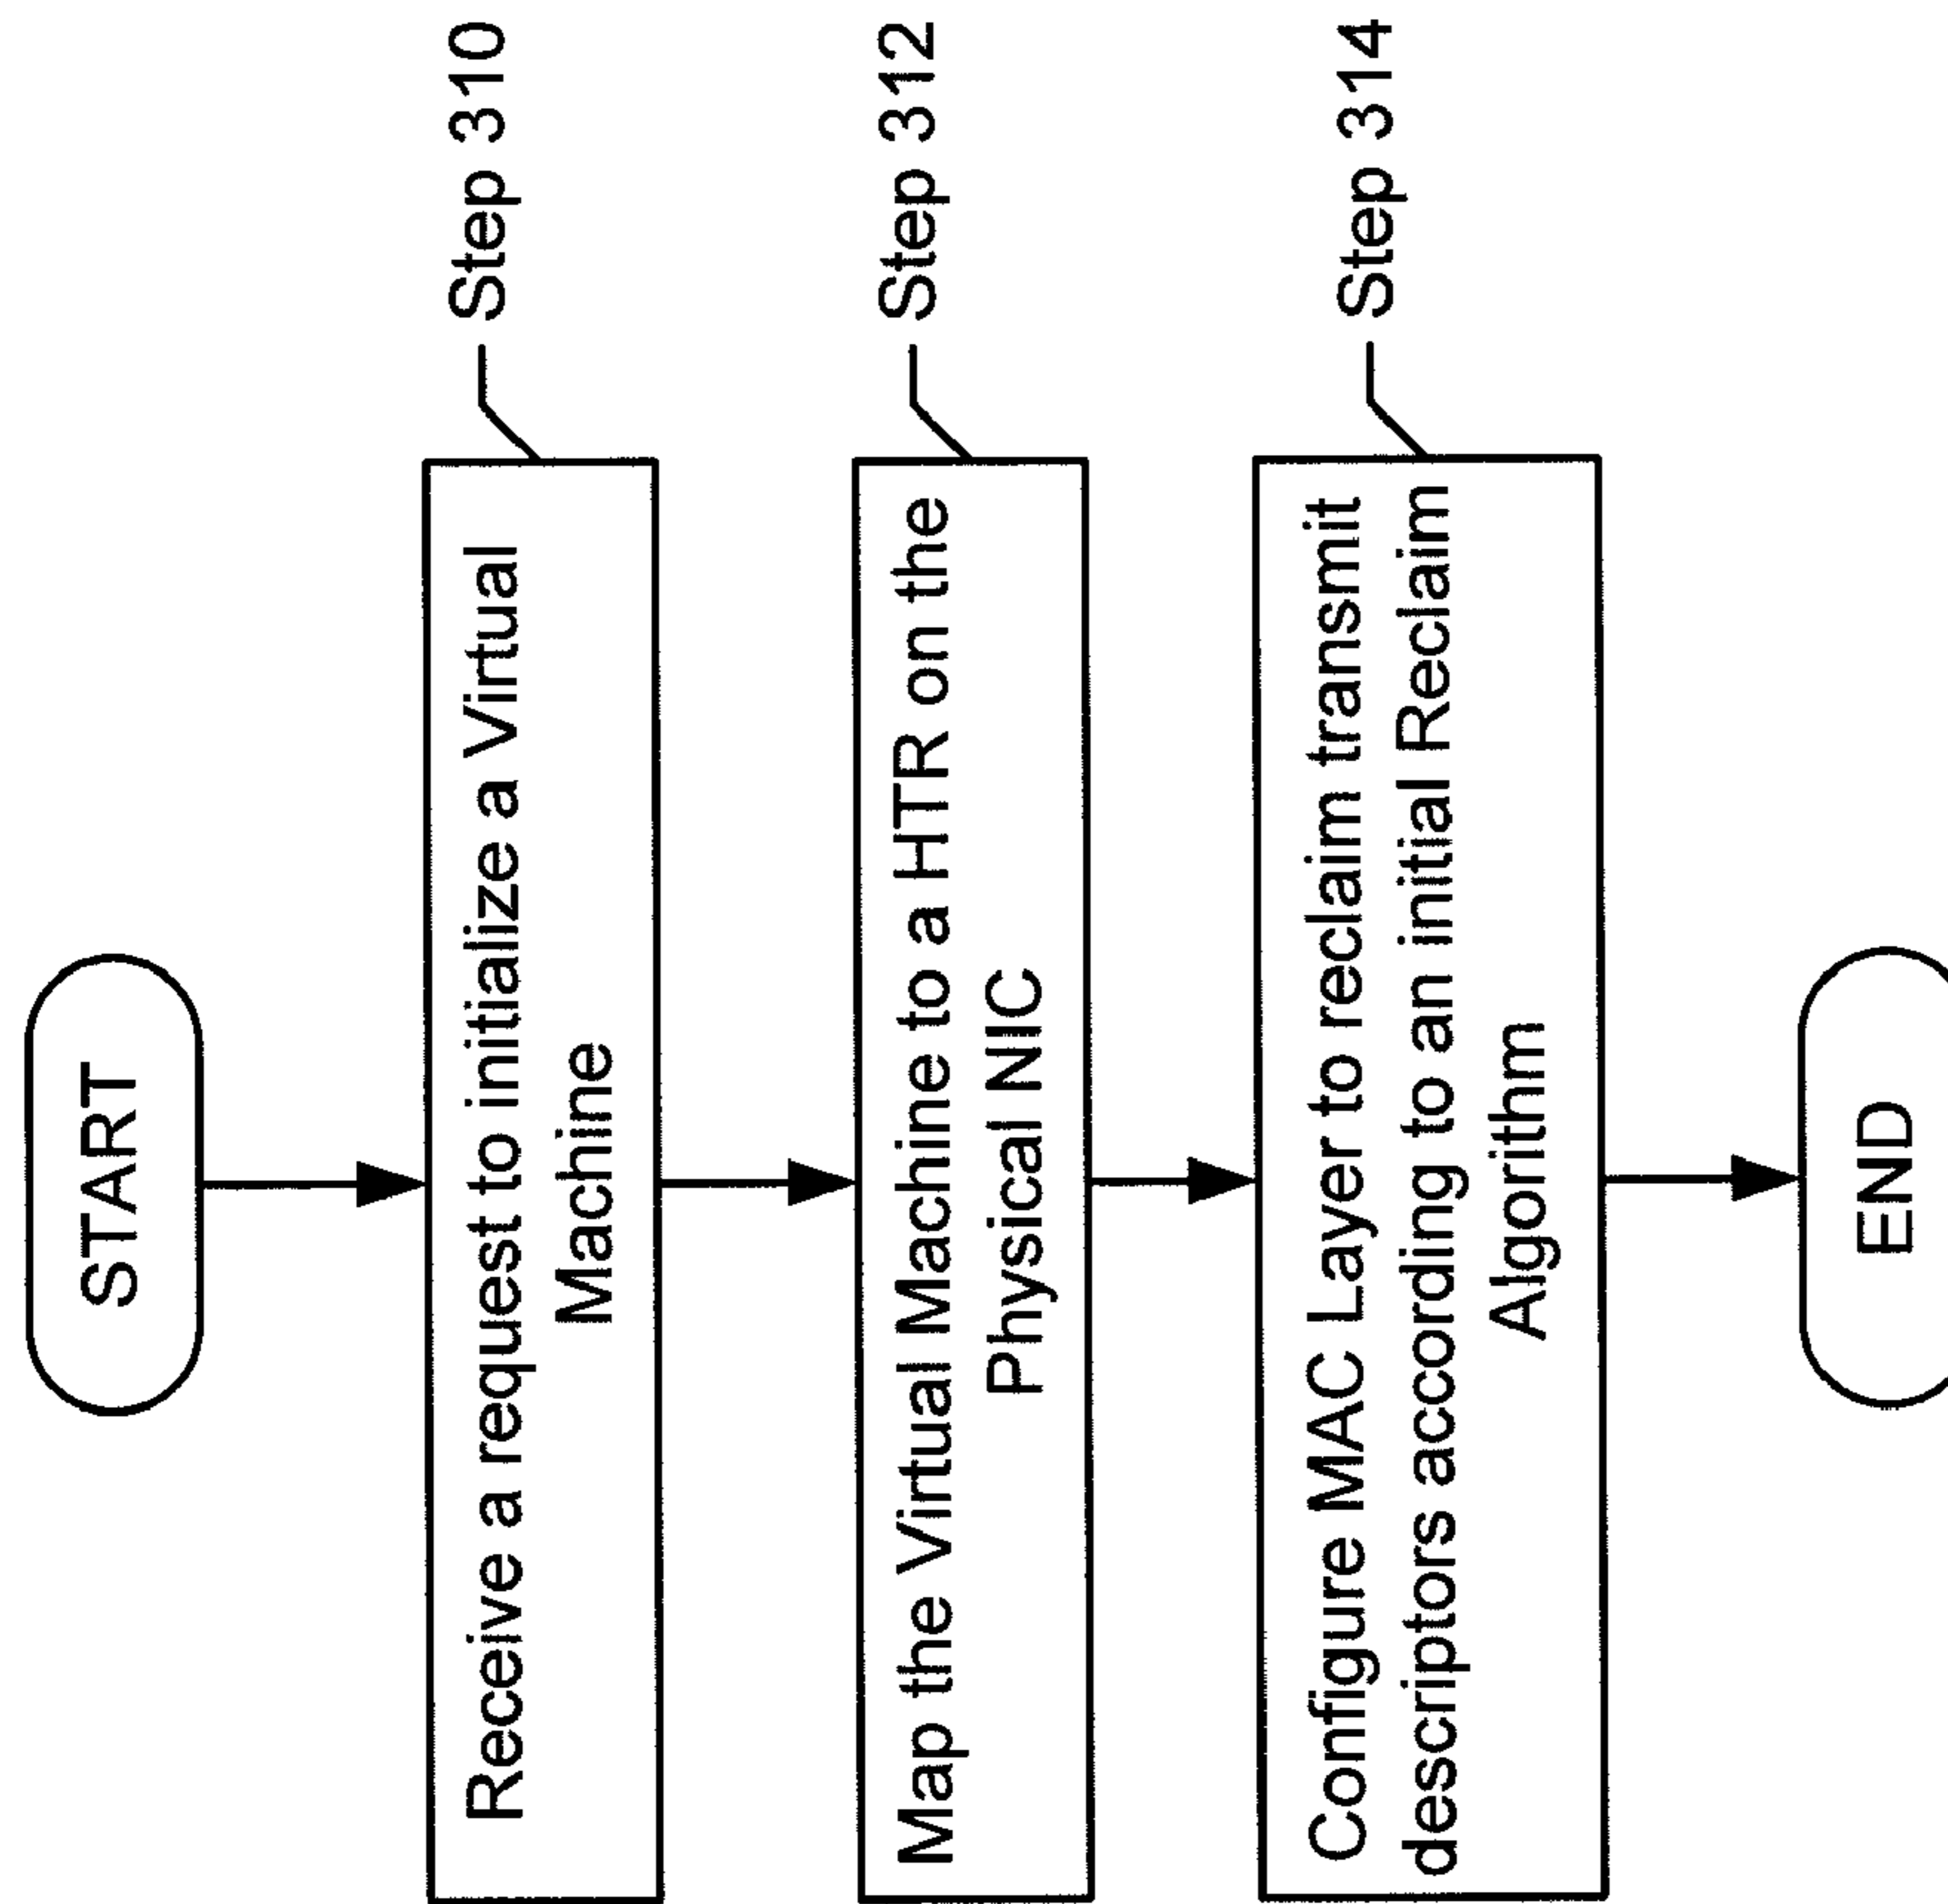 START
Receive a request to initialize a Virtual
Machine
Step 310
Map the Virtual Machine to a HTR on the
Physical NIC
Step 312
Configure MAC Layer to reclaim transmit
descriptors according to an initial Reclaim
Algorithm
Step 314
END